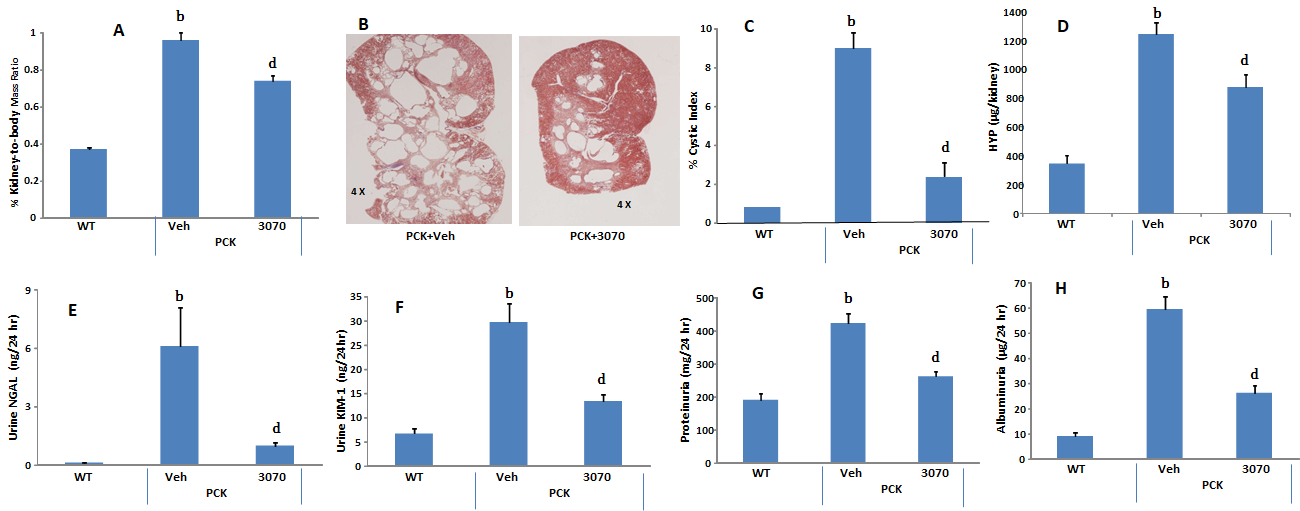 A
b
d
% Kidney-to-body Mass Ratio
1
0.8
0.6
0.4
0.2
0
WT
Veh
3070
PCK
B
4 X
4 X
PCK+Veh
PCK+3070
C
b
d
% Cystic Index
10
8
6
4
2
0
WT
Veh
3070
PCK
D
b
d
HYP (µg/kidney)
1400
1200
1000
800
600
400
200
0
WT
Veh
3070
PCK
E
b
d
Urine NGAL (ng/24 hr)
9
6
3
0
WT
Veh
3070
PCK
F
b
d
Urine KIM-1 (ng/24hr)
35
30
25
20
15
10
5
0
WT
Veh
3070
PCK
G
b
d
Proteinuria (mg/24 hr)
500
400
300
200
100
0
WT
Veh
3070
PCK
H
b
d
Albuminuria (µg/24 hr)
70
60
50
40
30
20
10
0
WT
Veh
3070
PCK